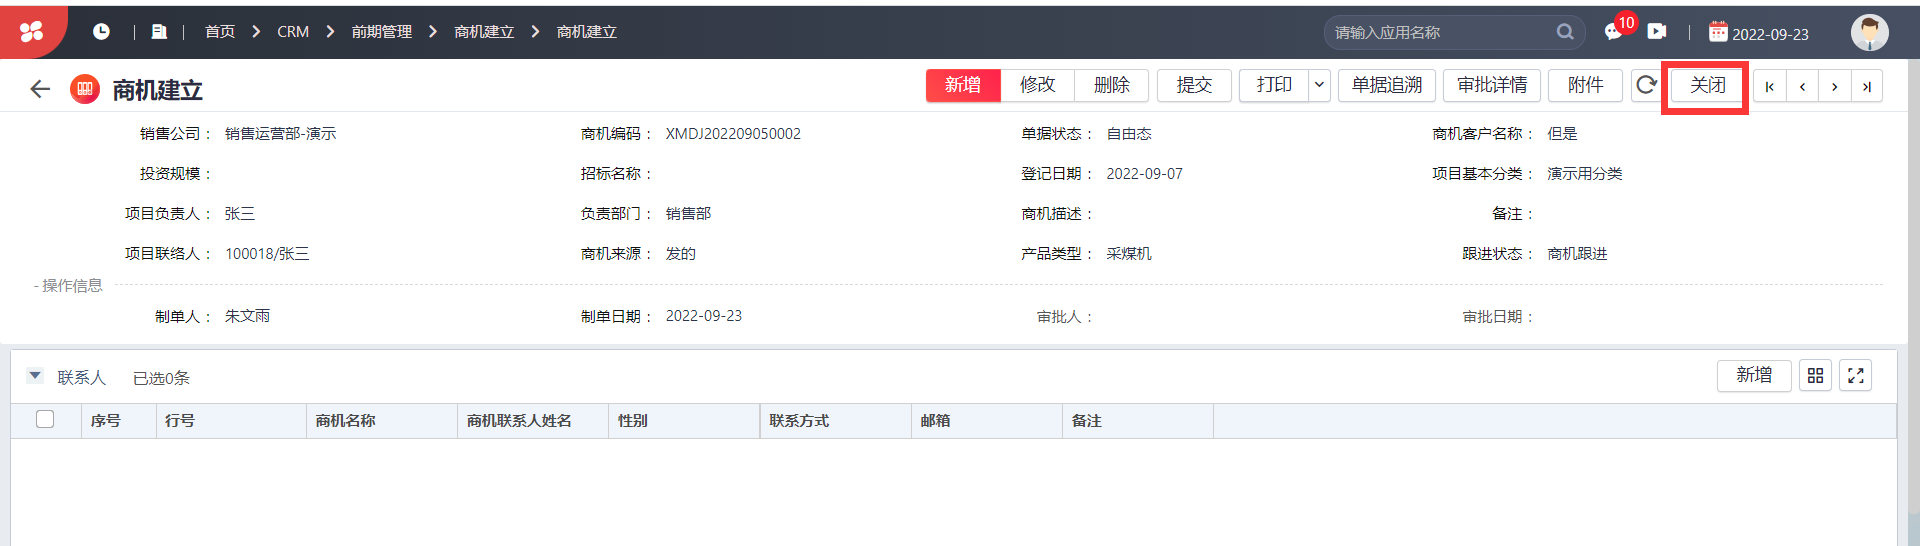 首页 CRM 前期管理 商机建立 商机建立 请输入应用名称 10 2022-09-23
商机建立 新增 修改 删除 提交 打印 单据追溯 审批详情 附件 关闭
销售公司： 销售运营部-演示 商机编码： XMDJ202209050002 单据状态： 自由态 商机客户名称： 但是
投资规模： 招标名称： 登记日期： 2022-09-07 项目基本分类： 演示用分类
项目负责人： 张三 负责部门： 销售部 商机描述： 备注：
项目联络人： 100018/张三 商机来源： 发的 产品类型： 采煤机 跟进状态： 商机跟进
- 操作信息
制单人： 朱文雨 制单日期： 2022-09-23 审批人： 审批日期：
联系人 已选0条 新增
序号 行号 商机名称 商机联系人姓名 性别 联系方式 邮箱 备注